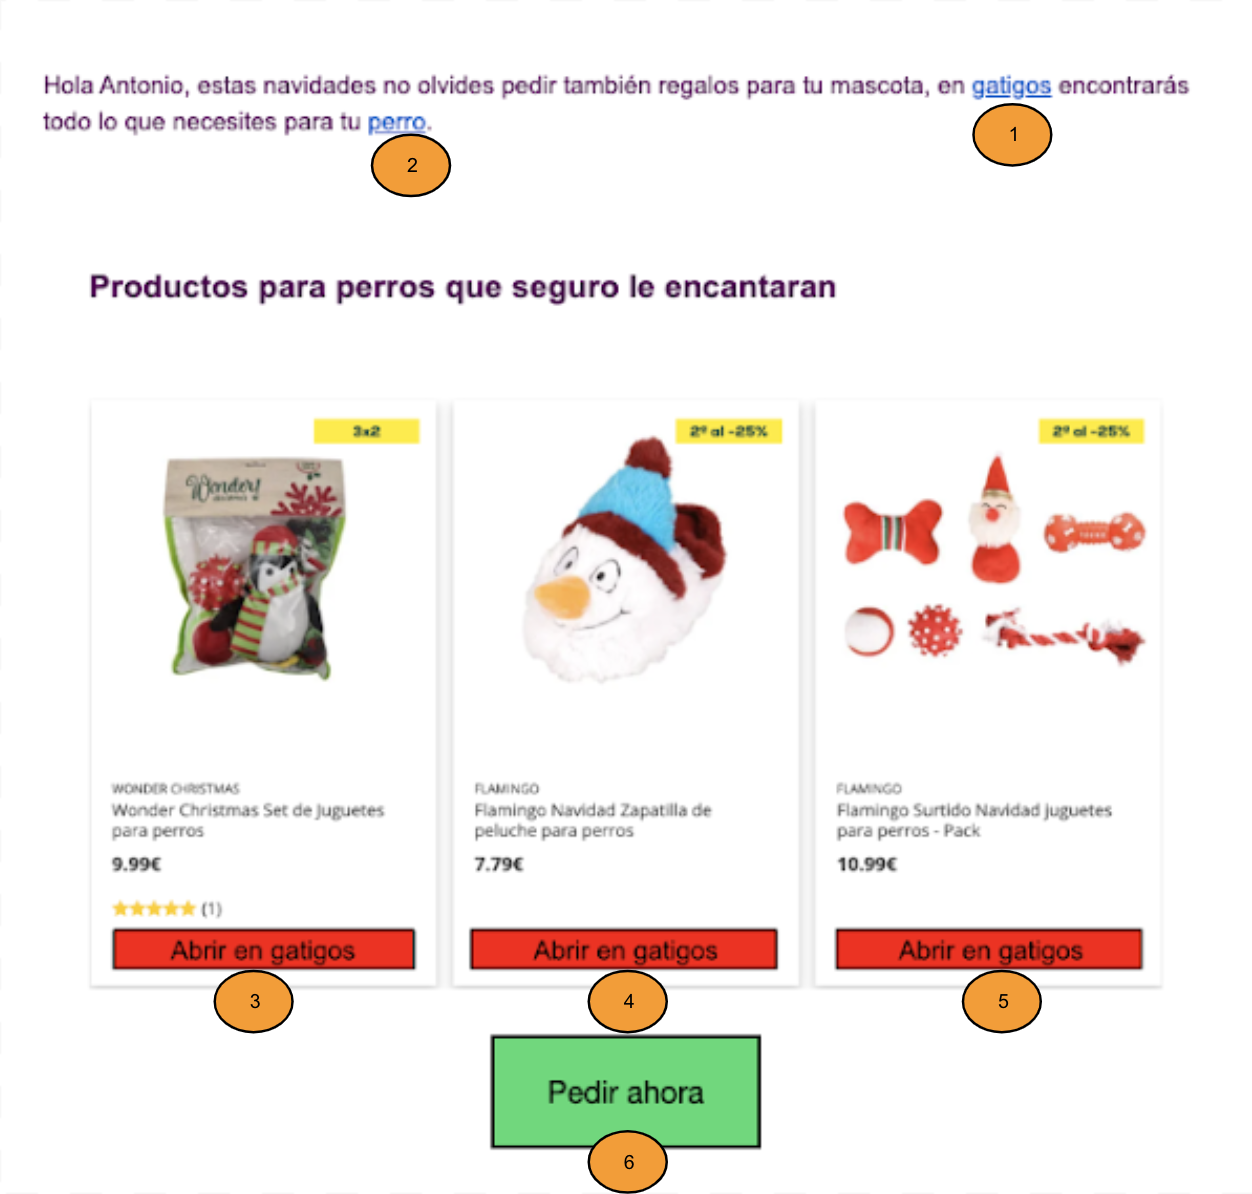 Hola Antonio, estas navidades no olvides pedir también regalos para tu mascota, en gatigos encontrarás
todo lo que necesites para tu perro.
1
2
Productos para perros que seguro le encantaran
3x2
Wonder!
WONDER CHRISTMAS
Wonder Christmas Set de Juguetes
para perros
9.99€
(1)
Abrir en gatigos
3
2º al -25%
FLAMINGO
Flamingo Navidad Zapatilla de
peluche para perros
7.79€
Abrir en gatigos
4
2º al -25%
FLAMINGO
Flamingo Surtido Navidad juguetes
para perros - Pack
10.99€
Abrir en gatigos
5
Pedir ahora
6